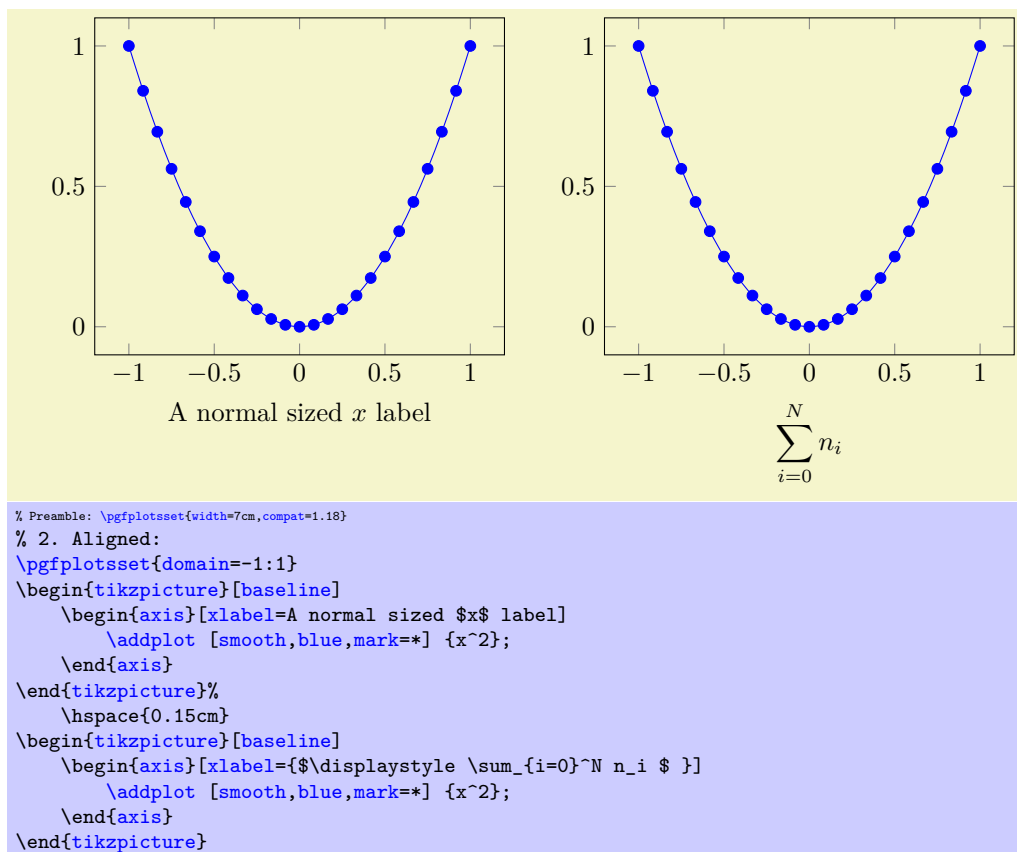 1
0.5
0
−1 −0.5 0 0.5 1
A normal sized x label
1
0.5
0
−1 −0.5 0 0.5 1
N
∑ n_i
i=0
% Preamble: \pgfplotsset{width=7cm,compat=1.18}
% 2. Aligned:
\pgfplotsset{domain=-1:1}
\begin{tikzpicture}[baseline]
    \begin{axis}[xlabel=A normal sized $x$ label]
        \addplot [smooth,blue,mark=*] {x^2};
    \end{axis}
\end{tikzpicture}%
    \hspace{0.15cm}
\begin{tikzpicture}[baseline]
    \begin{axis}[xlabel={$\displaystyle \sum_{i=0}^N n_i $ }]
        \addplot [smooth,blue,mark=*] {x^2};
    \end{axis}
\end{tikzpicture}